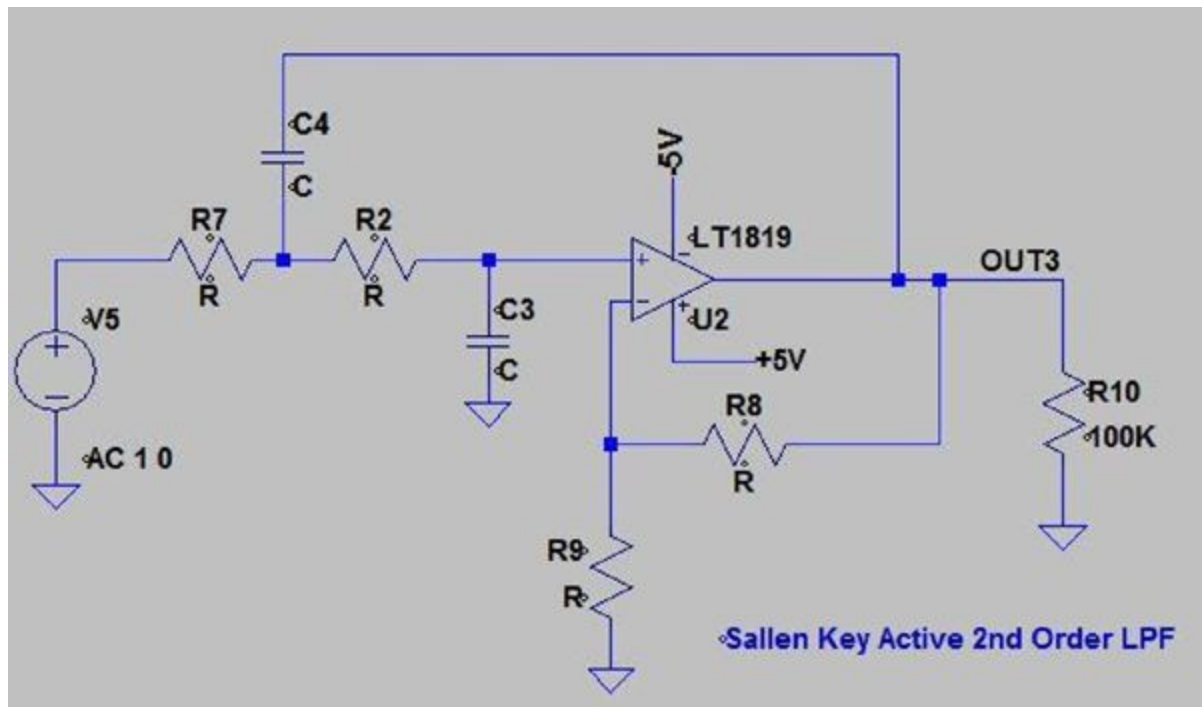 C4
C
-5V
R7
R
R2
R
LT1819
U2
+5V
OUT3
V5
AC 1 0
C3
C
R8
R
R10
100K
R9
R
Sallen Key Active 2nd Order LPF